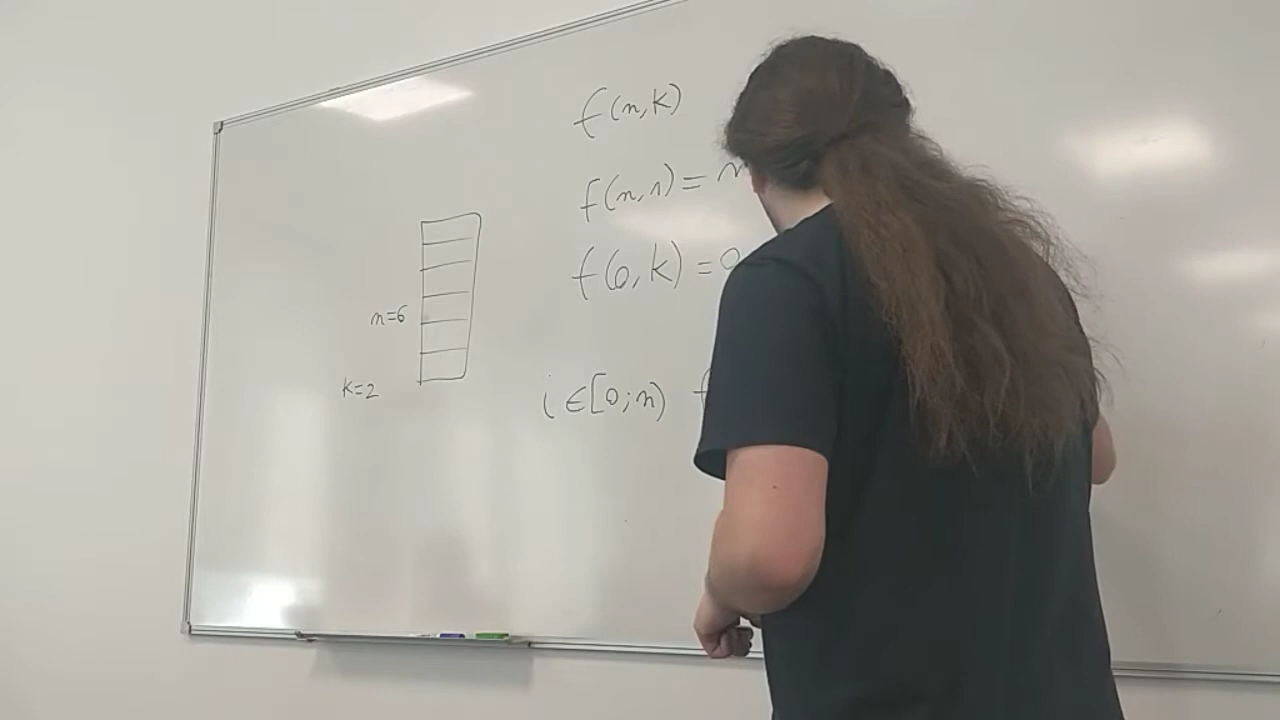 f(n,k)
f(n,1)=n
f(0,k)=0
n=6
k=2
i∈[0;n) f